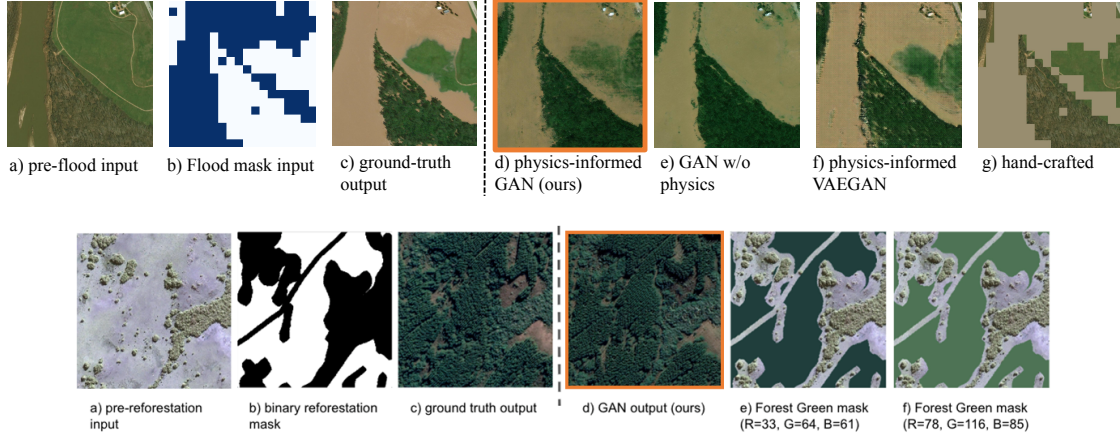 a) pre-flood input
b) Flood mask input
c) ground-truth
output
d) physics-informed
GAN (ours)
e) GAN w/o
physics
f) physics-informed
VAEGAN
g) hand-crafted
a) pre-reforestation
input
b) binary reforestation
mask
c) ground truth output
d) GAN output (ours)
e) Forest Green mask
(R=33, G=64, B=61)
f) Forest Green mask
(R=78, G=116, B=85)